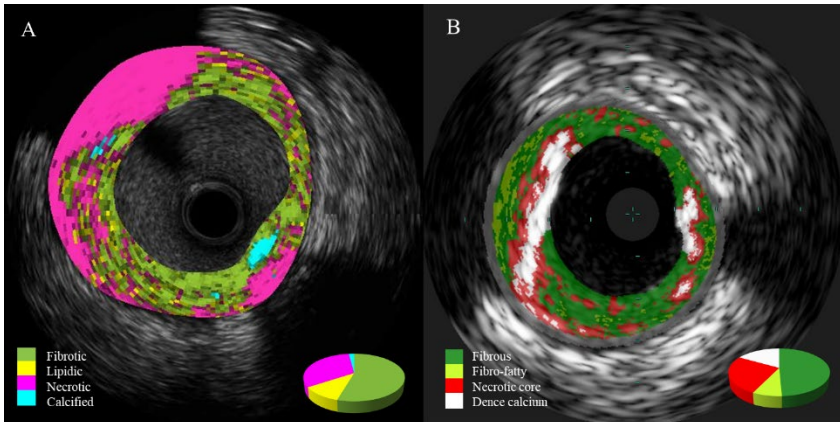 A
Fibrotic
Lipidic
Necrotic
Calcified
B
Fibrous
Fibro-fatty
Necrotic core
Dence calcium